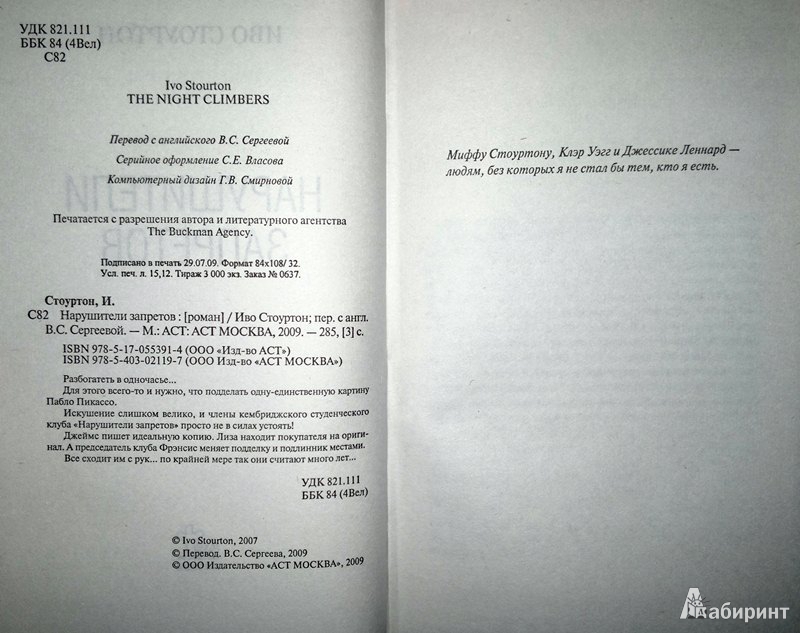 УДК 821.111
ББК 84 (4Вел)
С82
Ivo Stourton
THE NIGHT CLIMBERS
Перевод с английского В.С. Сергеевой
Серийное оформление С.Е. Власова
Компьютерный дизайн Г.В. Смирновой
Печатается с разрешения автора и литературного агентства
The Buckman Agency.
Подписано в печать 29.07.09. Формат 84x108/ 32.
Усл. печ. л. 15,12. Тираж 3 000 экз. Заказ № 0637.
Стоуртон, И.
С82 Нарушители запретов : [роман] / Иво Стоуртон; пер. с англ.
В.С. Сергеевой. — М.: АСТ: АСТ МОСКВА, 2009. — 285, [3] с.
ISBN 978-5-17-055391-4 (ООО «Изд-во АСТ»)
ISBN 978-5-403-02119-7 (ООО Изд-во «АСТ МОСКВА»)
Разбогатеть в одночасье...
Для этого всего-то и нужно, что подделать одну-единственную картину
Пабло Пикассо.
Искушение слишком велико, и члены кембриджского студенческого
клуба «Нарушители запретов» просто не в силах устоять!
Джеймс пишет идеальную копию. Лиза находит покупателя на ориги-
нал. А председатель клуба Фрэнсис меняет подделку и подлинник местами.
Все сходит им с рук... по крайней мере так они считают много лет...
УДК 821.111
ББК 84 (4Вел)
© Ivo Stourton, 2007
© Перевод. В.С. Сергеева, 2009
© ООО Издательство «АСТ МОСКВА», 2009
Миффу Стоуртону, Клэр Уэгг и Джессике Леннард —
людям, без которых я не стал бы тем, кто я есть.
Лабиринт